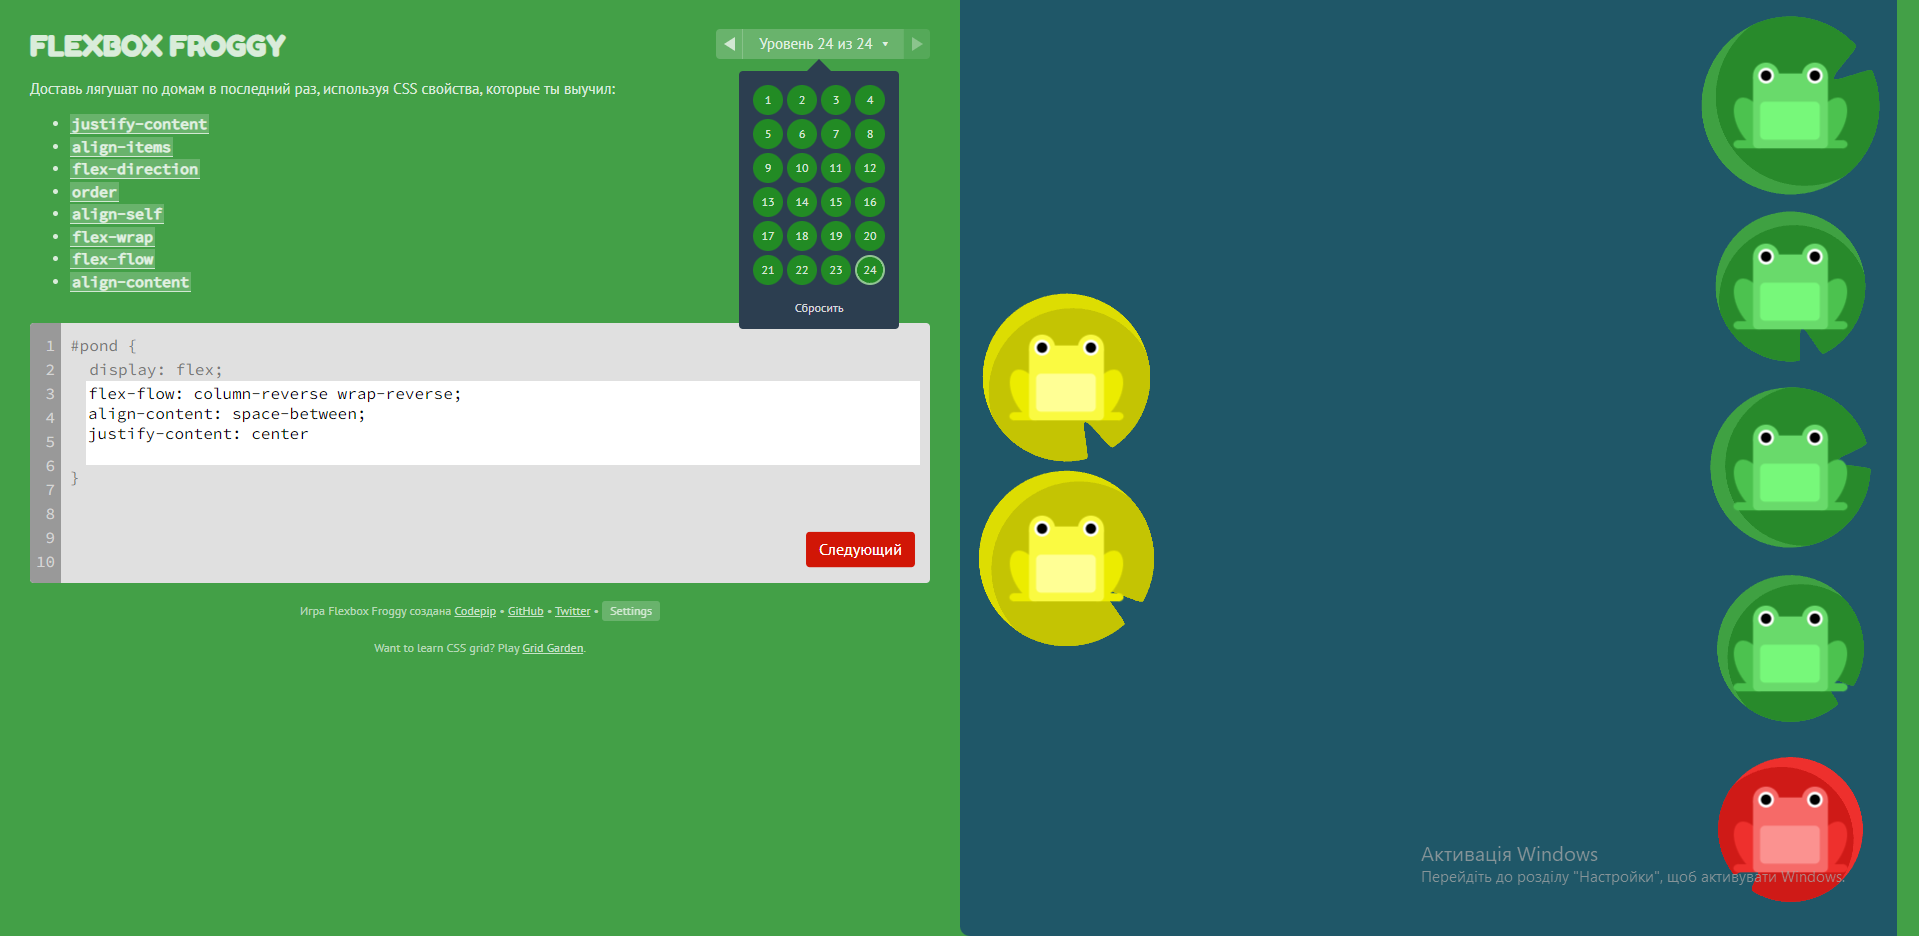 FLEXBOX FROGGY
Уровень 24 из 24
Доставь лягушат по домам в последний раз, используя CSS свойства, которые ты выучил:
justify-content
align-items
flex-direction
order
align-self
flex-wrap
flex-flow
align-content
1 2 3 4
5 6 7 8
9 10 11 12
13 14 15 16
17 18 19 20
21 22 23 24
Сбросить
1 #pond {
2 display: flex;
3 flex-flow: column-reverse wrap-reverse;
4 align-content: space-between;
5 justify-content: center
6
7 }
8
9
10
Следующий
Игра Flexbox Froggy создана Codepip • GitHub • Twitter • Settings
Want to learn CSS grid? Play Grid Garden.
Активація Windows
Перейдіть до розділу "Настройки", щоб активувати Windows.